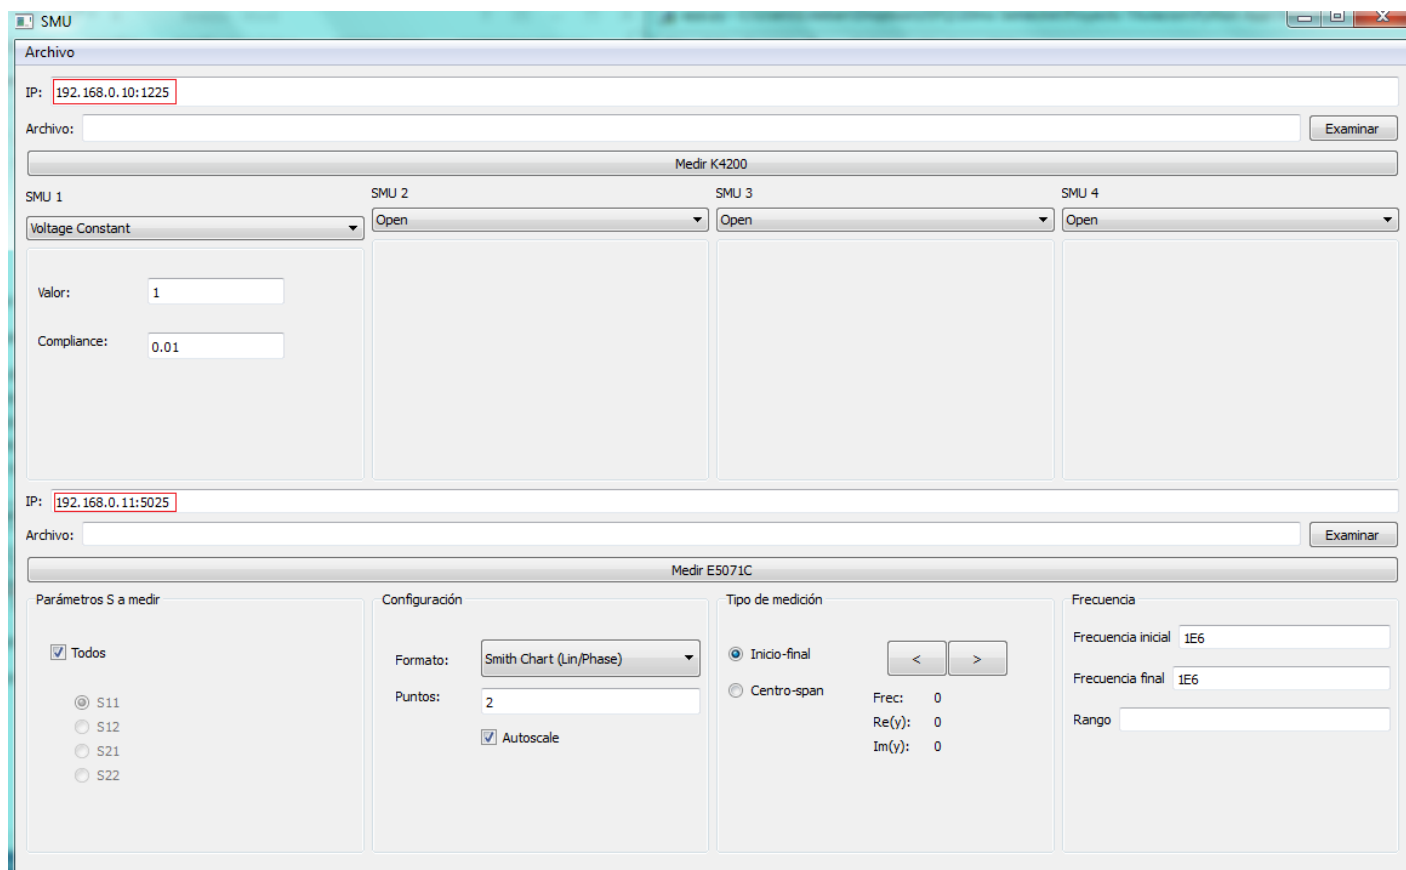 SMU
Archivo
IP: 192.168.0.10:1225
Archivo: Examinar
Medir K4200
SMU 1 SMU 2 SMU 3 SMU 4
Voltage Constant Open Open Open
Valor: 1
Compliance: 0.01
IP: 192.168.0.11:5025
Archivo: Examinar
Medir E5071C
Parámetros S a medir
Todos
S11
S12
S21
S22
Configuración
Formato: Smith Chart (Lin/Phase)
Puntos: 2
Autoscale
Tipo de medición
Inicio-final < >
Centro-span
Frec: 0
Re(y): 0
Im(y): 0
Frecuencia
Frecuencia inicial 1E6
Frecuencia final 1E6
Rango